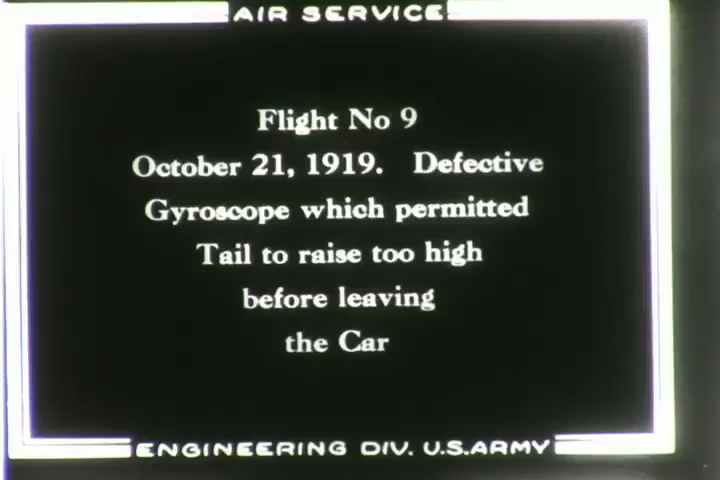 AIR SERVICE
Flight No 9
October 21, 1919. Defective
Gyroscope which permitted
Tail to raise too high
before leaving
the Car
ENGINEERING DIV. U.S.ARMY